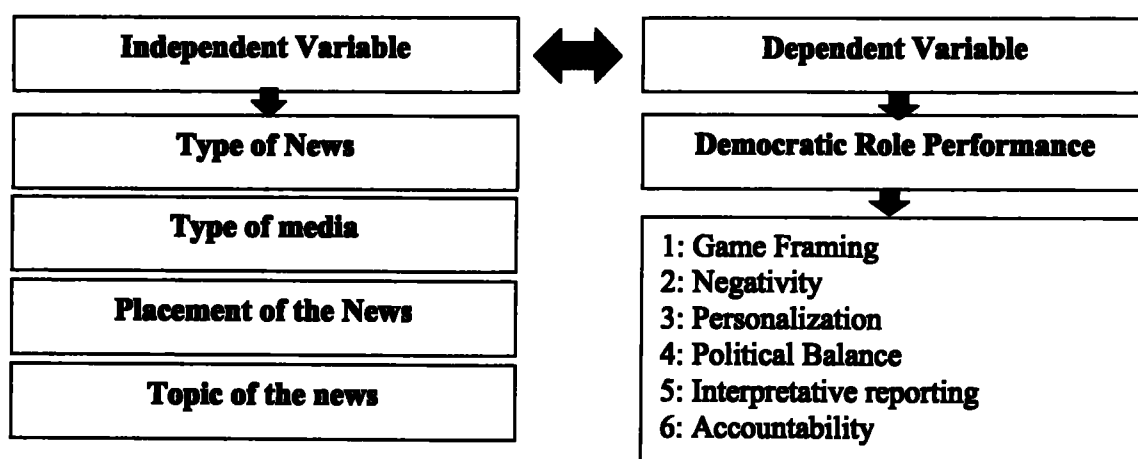 Independent Variable
Dependent Variable
Type of News
Democratic Role Performance
Type of media
Placement of the News
Topic of the news
1: Game Framing
2: Negativity
3: Personalization
4: Political Balance
5: Interpretative reporting
6: Accountability